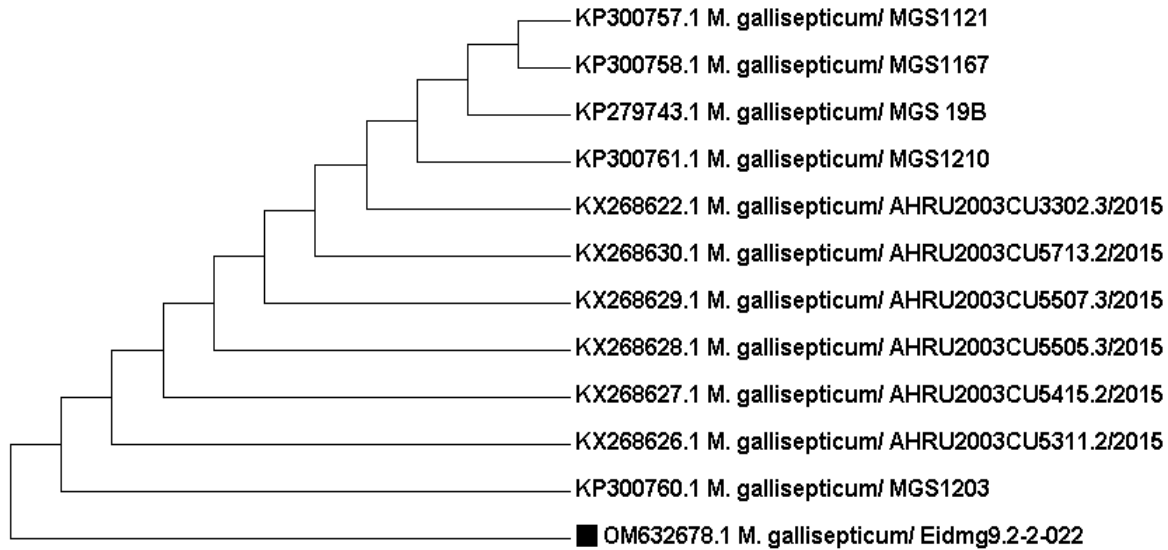 KP300757.1 M. gallisepticum/ MGS1121
KP300758.1 M. gallisepticum/ MGS1167
KP279743.1 M. gallisepticum/ MGS 19B
KP300761.1 M. gallisepticum/ MGS1210
KX268622.1 M. gallisepticum/ AHRU2003CU3302.3/2015
KX268630.1 M. gallisepticum/ AHRU2003CU5713.2/2015
KX268629.1 M. gallisepticum/ AHRU2003CU5507.3/2015
KX268628.1 M. gallisepticum/ AHRU2003CU5505.3/2015
KX268627.1 M. gallisepticum/ AHRU2003CU5415.2/2015
KX268626.1 M. gallisepticum/ AHRU2003CU5311.2/2015
KP300760.1 M. gallisepticum/ MGS1203
OM632678.1 M. gallisepticum/ Eidmg9.2-2-022